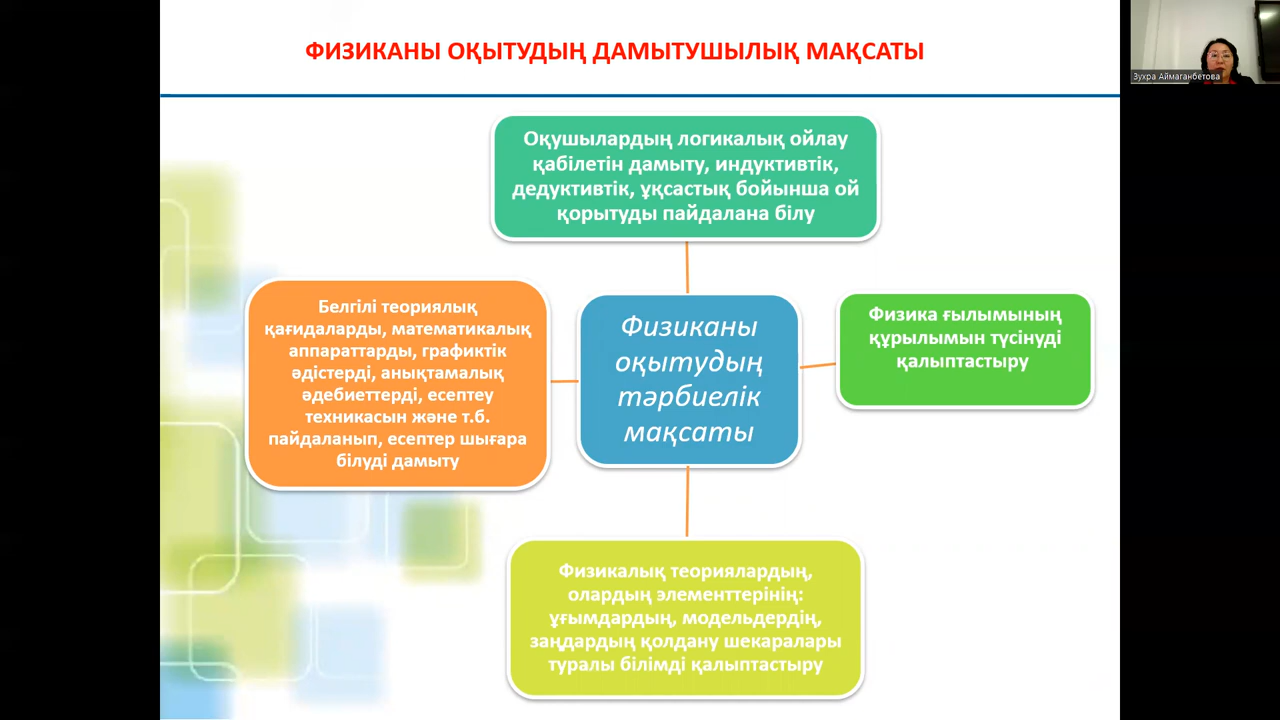 ФИЗИКАНЫ ОҚЫТУДЫҢ ДАМЫТУШЫЛЫҚ МАҚСАТЫ
Зухра Аймаганбетова
Оқушылардың логикалық ойлау
қабілетін дамыту, индуктивтік,
дедуктивтік, ұқсастық бойынша ой
қорытуды пайдалана білу
Белгілі теориялық
қағидаларды, математикалық
аппараттарды, графиктік
әдістерді, анықтамалық
әдебиеттерді, есептеу
техникасын және т.б.
пайдаланып, есептер шығара
білуді дамыту
Физиканы
оқытудың
тәрбиелік
мақсаты
Физика ғылымының
құрылымын түсінуді
қалыптастыру
Физикалық теориялардың,
олардың элементтерінің:
ұғымдардың, модельдердің,
заңдардың қолдану шекаралары
туралы білімді қалыптастыру